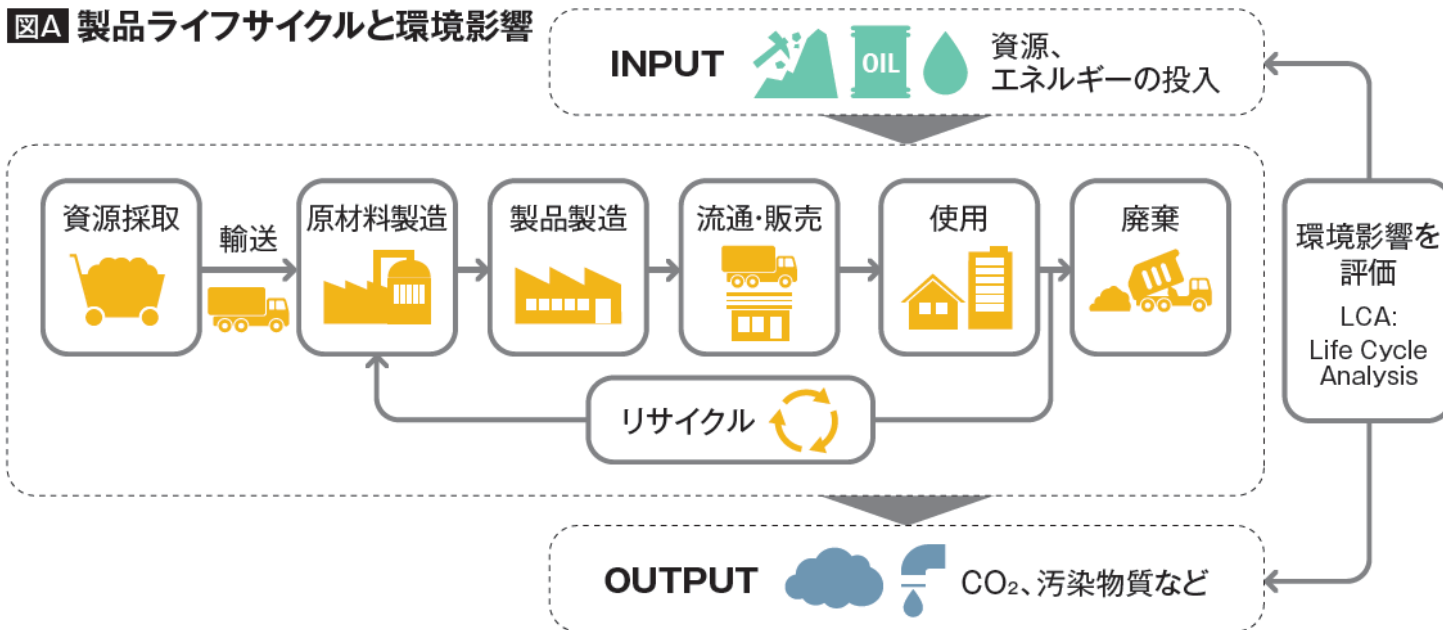 図A 製品ライフサイクルと環境影響
INPUT
OIL
資源、
エネルギーの投入
資源採取
輸送
原材料製造
製品製造
流通・販売
使用
廃棄
リサイクル
環境影響を
評価
LCA:
Life Cycle
Analysis
OUTPUT
CO₂、汚染物質など